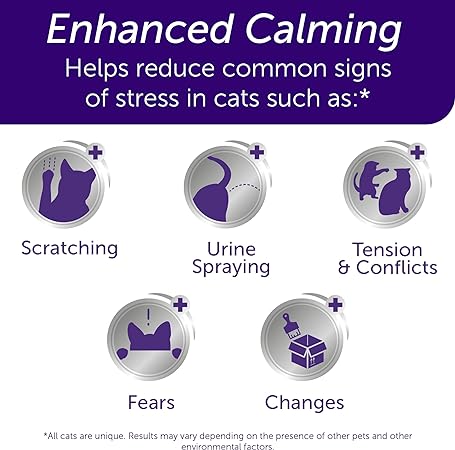 Enhanced Calming
Helps reduce common signs
of stress in cats such as:*
Scratching
Urine
Spraying
Tension
& Conflicts
!
Fears
Changes
*All cats are unique. Results may vary depending on the presence of other pets and other
environmental factors.